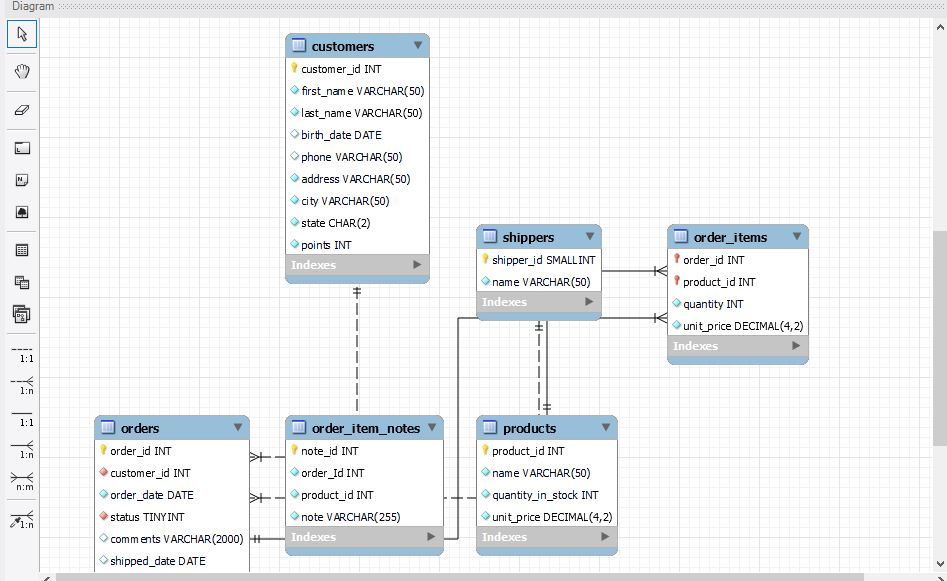 Diagram
customers
customer_id INT
first_name VARCHAR(50)
last_name VARCHAR(50)
birth_date DATE
phone VARCHAR(50)
address VARCHAR(50)
city VARCHAR(50)
state CHAR(2)
points INT
Indexes
shippers
shipper_id SMALLINT
name VARCHAR(50)
Indexes
order_items
order_id INT
product_id INT
quantity INT
unit_price DECIMAL(4,2)
Indexes
orders
order_id INT
customer_id INT
order_date DATE
status TINYINT
comments VARCHAR(2000)
shipped_date DATE
order_item_notes
note_id INT
order_Id INT
product_id INT
note VARCHAR(255)
Indexes
products
product_id INT
name VARCHAR(50)
quantity_in_stock INT
unit_price DECIMAL(4,2)
Indexes
1:1
1:n
1:1
1:n
n:m
1:n